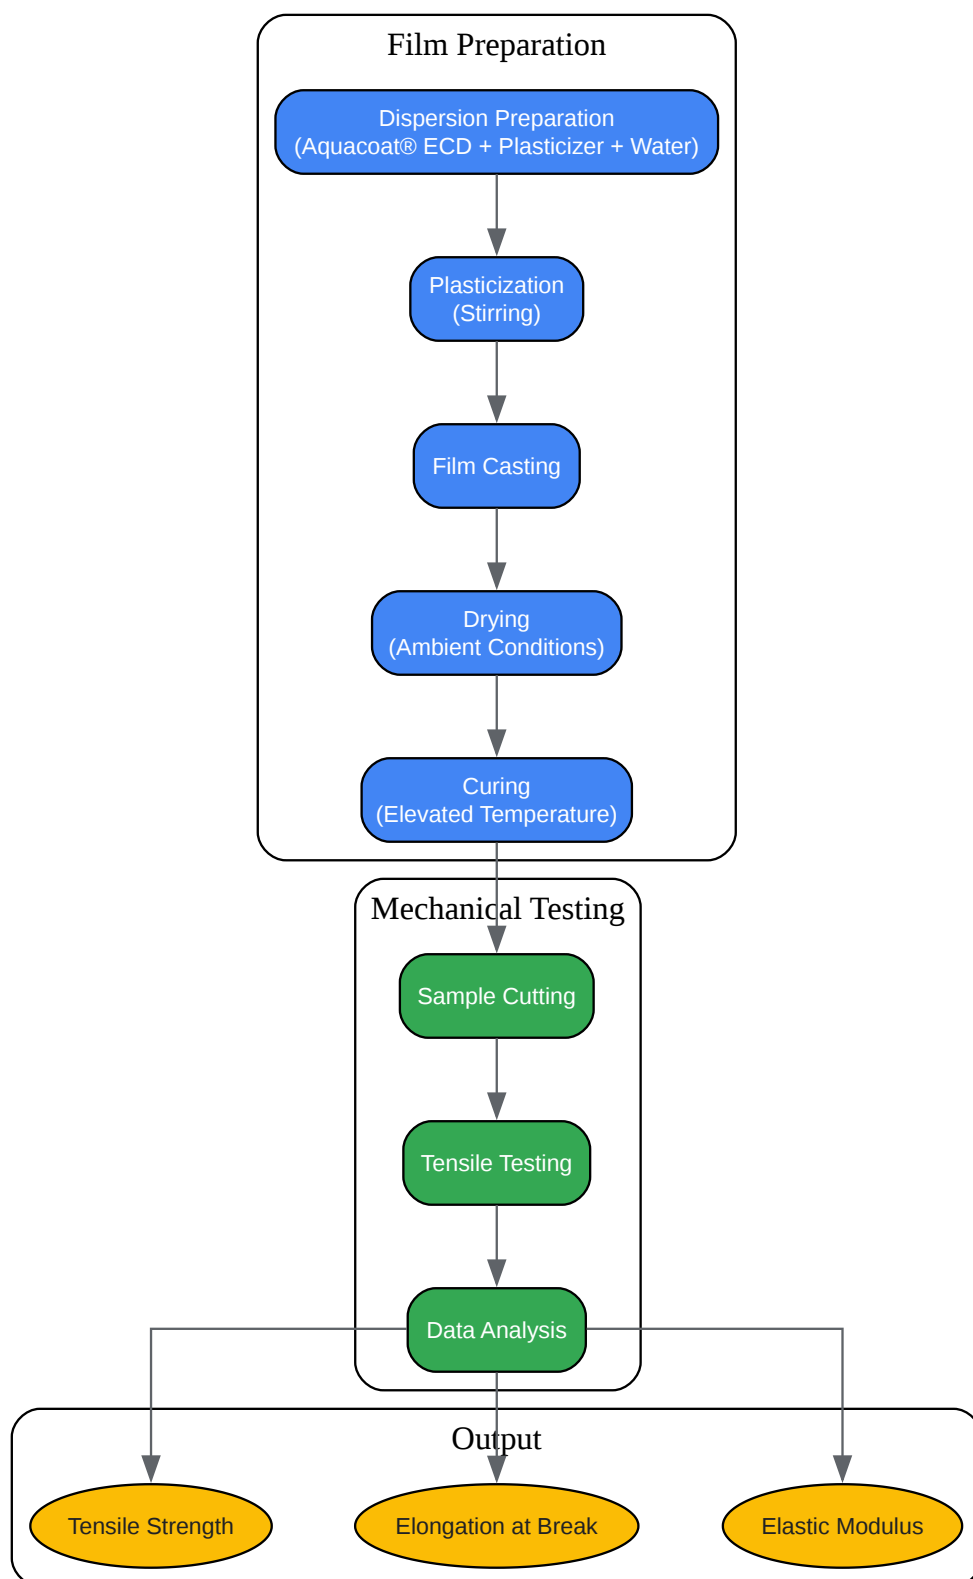 Film Preparation
Dispersion Preparation
(Aquacoat® ECD + Plasticizer + Water)
Plasticization
(Stirring)
Film Casting
Drying
(Ambient Conditions)
Curing
(Elevated Temperature)
Mechanical Testing
Sample Cutting
Tensile Testing
Data Analysis
Output
Tensile Strength
Elongation at Break
Elastic Modulus